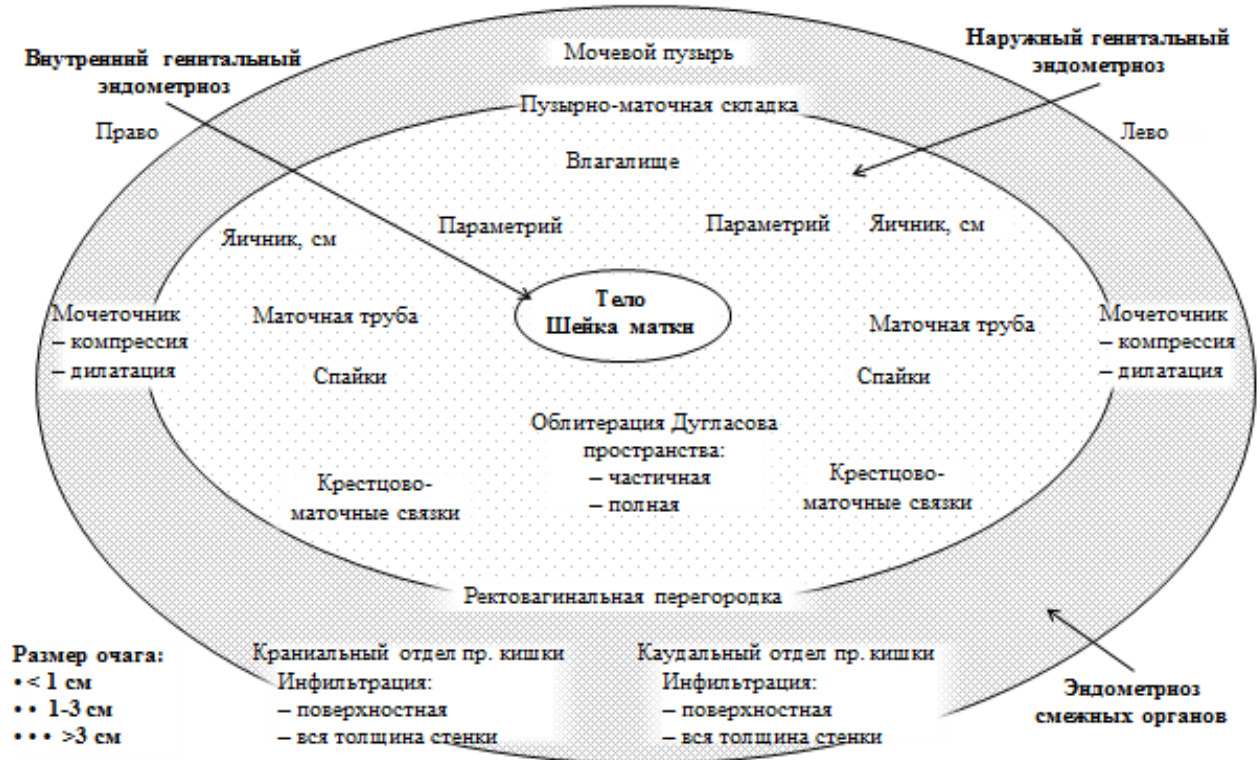 Мочевой пузырь
Наружный генитальный
эндометриоз
Внутренний генитальный
эндометриоз
Пузырно-маточная складка
Право
Лево
Влагалище
Параметрий
Параметрий
Яичник, см
Яичник, см
Тело
Шейка матки
Мочеточник
– компрессия
– дилатация
Маточная труба
Маточная труба
Мочеточник
– компрессия
– дилатация
Спайки
Спайки
Облитерация Дугласова
пространства:
– частичная
– полная
Крестцово-
маточные связки
Крестцово-
маточные связки
Ректовагинальная перегородка
Размер очага:
• < 1 см
• • 1-3 см
• • • >3 см
Краниальный отдел пр. кишки
Инфильтрация:
– поверхностная
– вся толщина стенки
Каудальный отдел пр. кишки
Инфильтрация:
– поверхностная
– вся толщина стенки
Эндометриоз
смежных органов